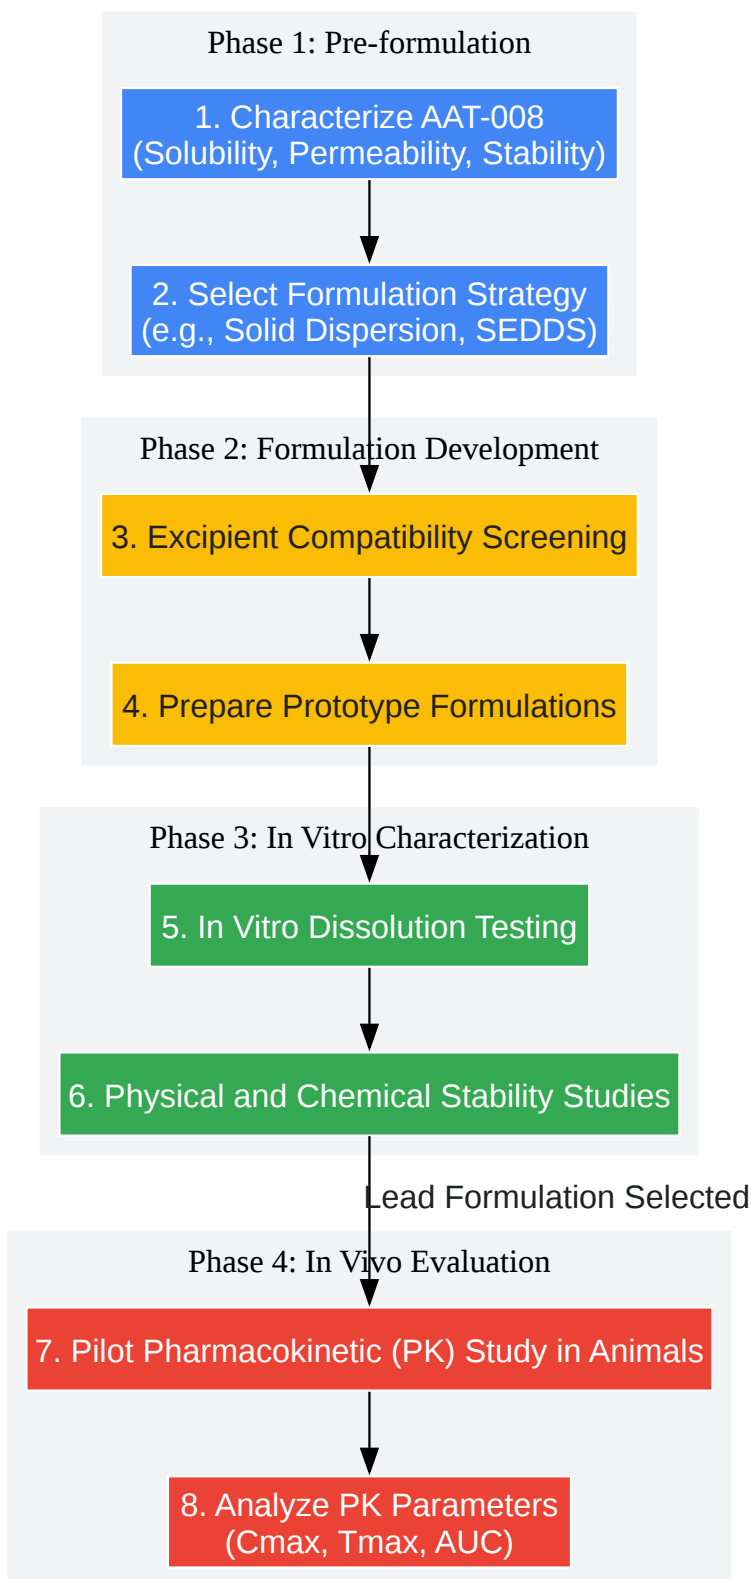 Phase 1: Pre-formulation
1. Characterize AAT-008
(Solubility, Permeability, Stability)
2. Select Formulation Strategy
(e.g., Solid Dispersion, SEDDS)
Phase 2: Formulation Development
3. Excipient Compatibility Screening
4. Prepare Prototype Formulations
Phase 3: In Vitro Characterization
5. In Vitro Dissolution Testing
6. Physical and Chemical Stability Studies
Lead Formulation Selected
Phase 4: In Vivo Evaluation
7. Pilot Pharmacokinetic (PK) Study in Animals
8. Analyze PK Parameters
(Cmax, Tmax, AUC)